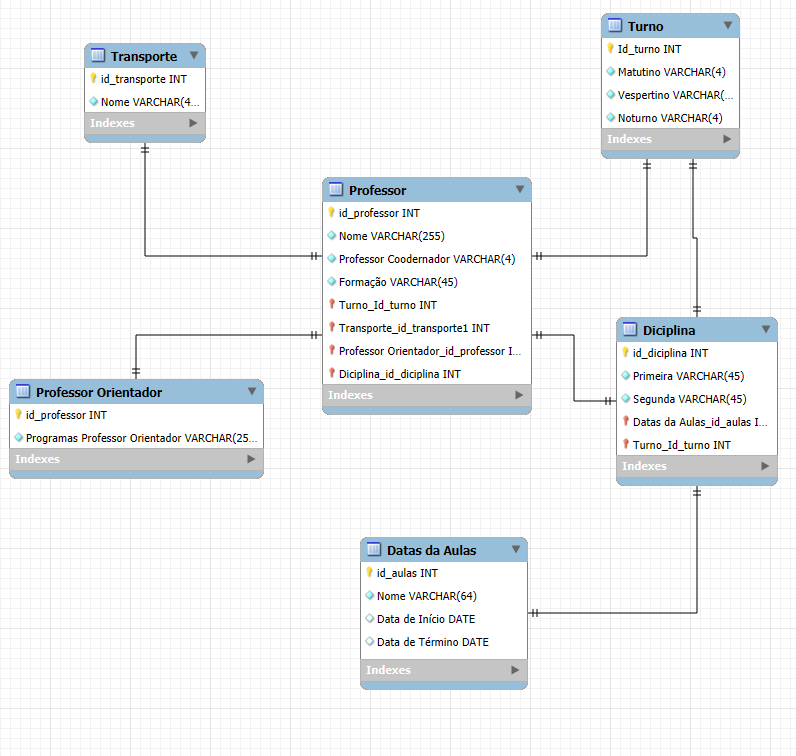 Transporte
id_transporte INT
Nome VARCHAR(4...
Indexes
Turno
Id_turno INT
Matutino VARCHAR(4)
Vespertino VARCHAR(...
Noturno VARCHAR(4)
Indexes
Professor
id_professor INT
Nome VARCHAR(255)
Professor Coodernador VARCHAR(4)
Formação VARCHAR(45)
Turno_Id_turno INT
Transporte_id_transporte1 INT
Professor Orientador_id_professor I...
Diciplina_id_diciplina INT
Indexes
Professor Orientador
id_professor INT
Programas Professor Orientador VARCHAR(25...
Indexes
Diciplina
id_diciplina INT
Primeira VARCHAR(45)
Segunda VARCHAR(45)
Datas da Aulas_id_aulas I...
Turno_Id_turno INT
Indexes
Datas da Aulas
id_aulas INT
Nome VARCHAR(64)
Data de Início DATE
Data de Término DATE
Indexes